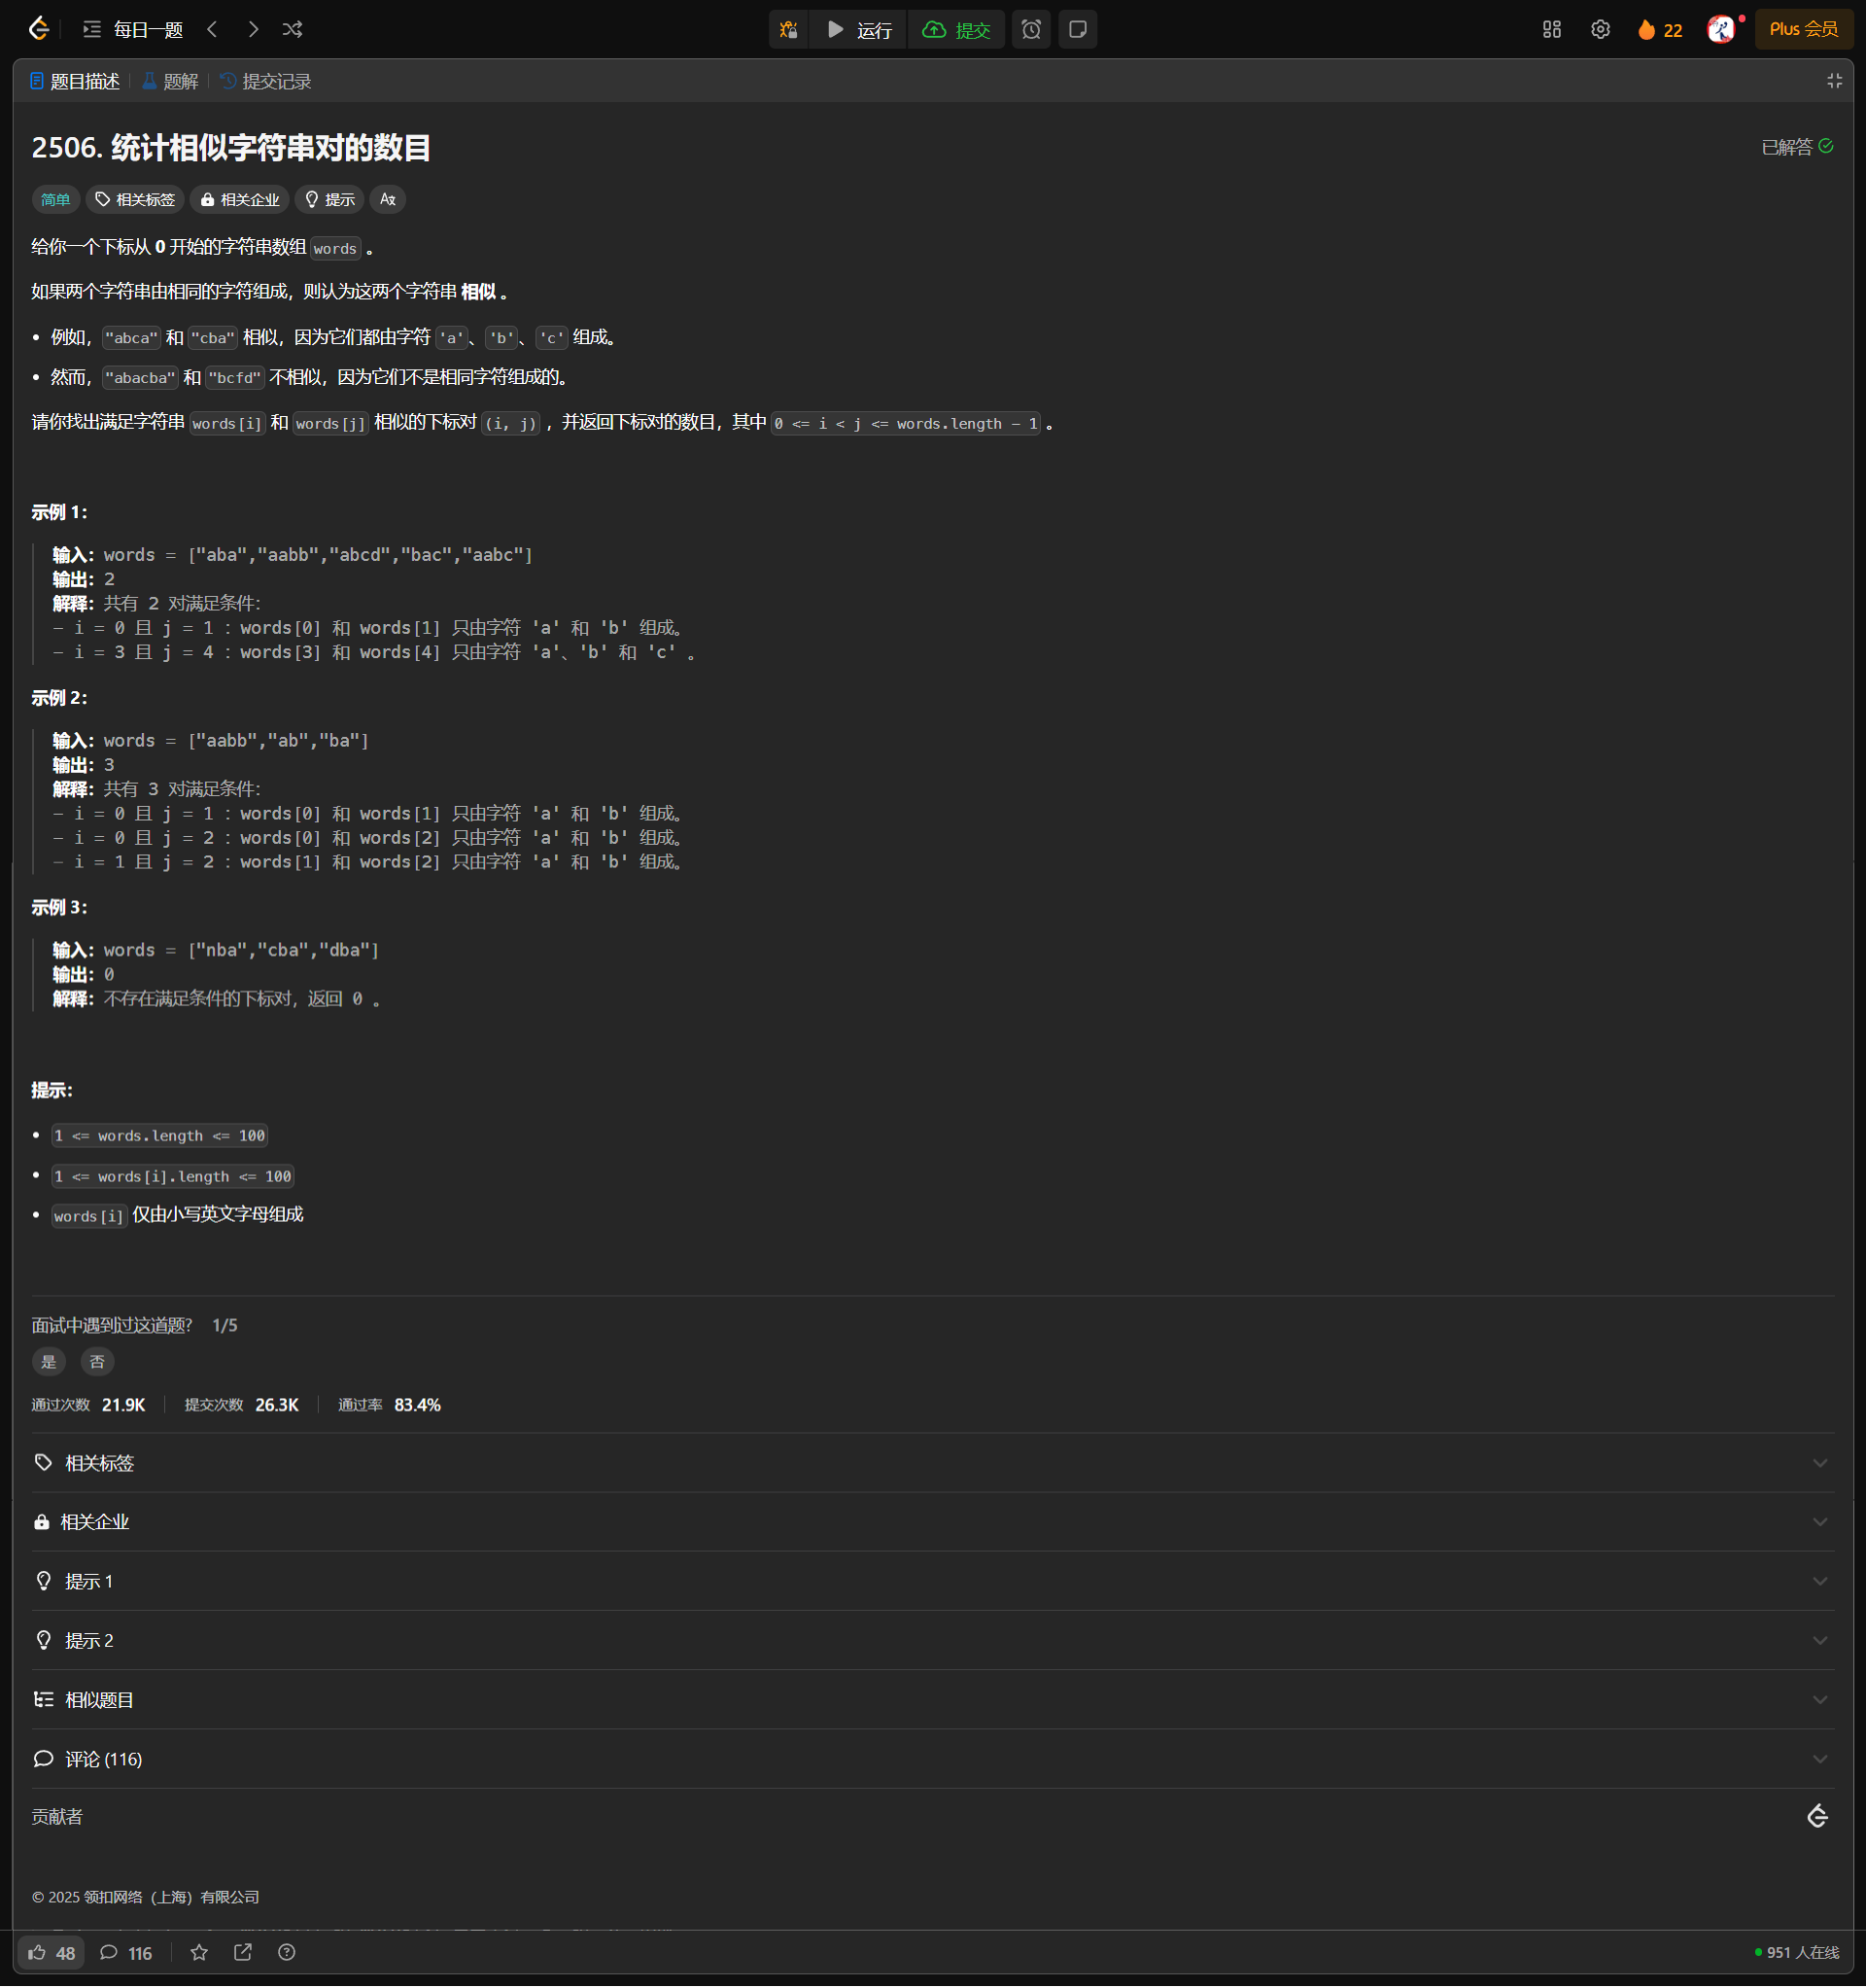 每日一题
运行
提交
22
Plus 会员
题目描述
题解
提交记录
2506. 统计相似字符串对的数目
已解答
简单
相关标签
相关企业
提示
给你一个下标从 0 开始的字符串数组 words 。
如果两个字符串由相同的字符组成，则认为这两个字符串 相似 。
• 例如，"abca" 和 "cba" 相似，因为它们都由字符 'a'、'b'、'c' 组成。
• 然而，"abacba" 和 "bcfd" 不相似，因为它们不是相同字符组成的。
请你找出满足字符串 words[i] 和 words[j] 相似的下标对 (i, j) ，并返回下标对的数目，其中 0 <= i < j <= words.length - 1 。
示例 1：
输入：words = ["aba","aabb","abcd","bac","aabc"]
输出：2
解释：共有 2 对满足条件：
- i = 0 且 j = 1 ：words[0] 和 words[1] 只由字符 'a' 和 'b' 组成。
- i = 3 且 j = 4 ：words[3] 和 words[4] 只由字符 'a'、'b' 和 'c' 。
示例 2：
输入：words = ["aabb","ab","ba"]
输出：3
解释：共有 3 对满足条件：
- i = 0 且 j = 1 ：words[0] 和 words[1] 只由字符 'a' 和 'b' 组成。
- i = 0 且 j = 2 ：words[0] 和 words[2] 只由字符 'a' 和 'b' 组成。
- i = 1 且 j = 2 ：words[1] 和 words[2] 只由字符 'a' 和 'b' 组成。
示例 3：
输入：words = ["nba","cba","dba"]
输出：0
解释：不存在满足条件的下标对，返回 0 。
提示：
• 1 <= words.length <= 100
• 1 <= words[i].length <= 100
• words[i] 仅由小写英文字母组成
面试中遇到过这道题? 1/5
是
否
通过次数 21.9K
提交次数 26.3K
通过率 83.4%
相关标签
相关企业
提示 1
提示 2
相似题目
评论 (116)
贡献者
© 2025 领扣网络（上海）有限公司
48
116
951 人在线